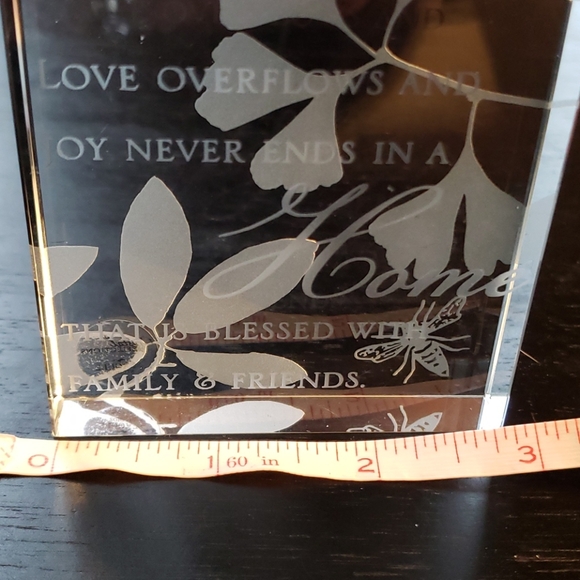 LOVE OVERFLOWS AND
OY NEVER ENDS IN A
Home
THAT IS BLESSED WITH
FAMILY & FRIENDS.
0 1 60 in 2 3